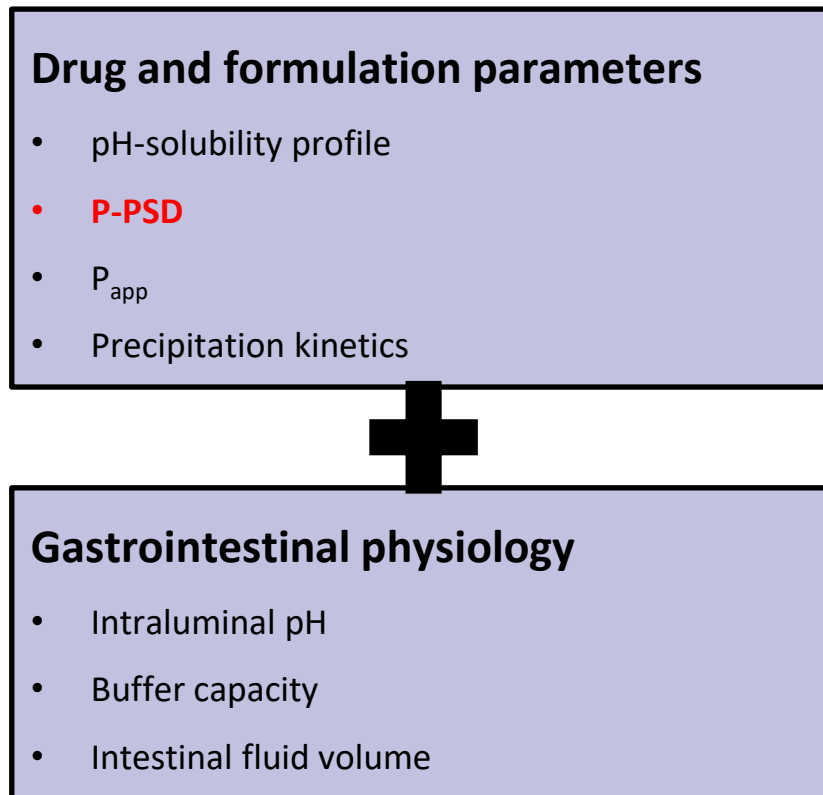 Drug and formulation parameters
• pH-solubility profile
• P-PSD
• Papp
• Precipitation kinetics
Gastrointestinal physiology
• Intraluminal pH
• Buffer capacity
• Intestinal fluid volume